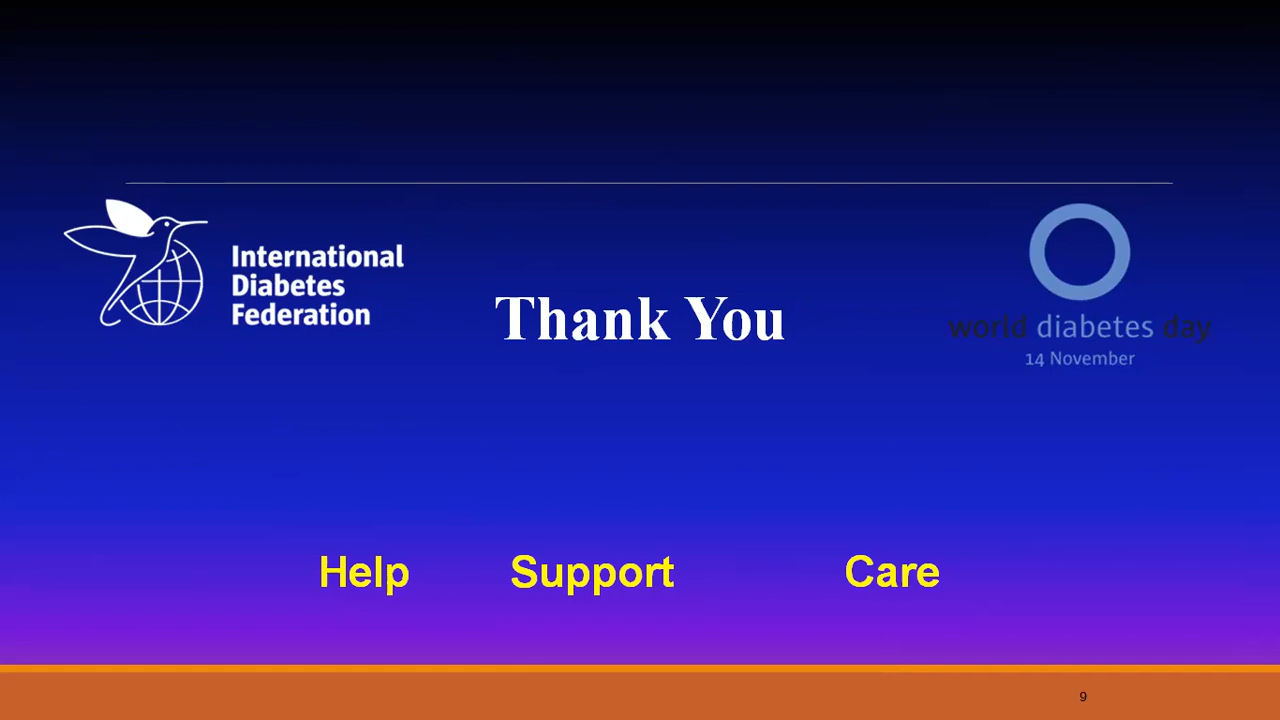 International
Diabetes
Federation
Thank You
world diabetes day
14 November
Help Support Care
9